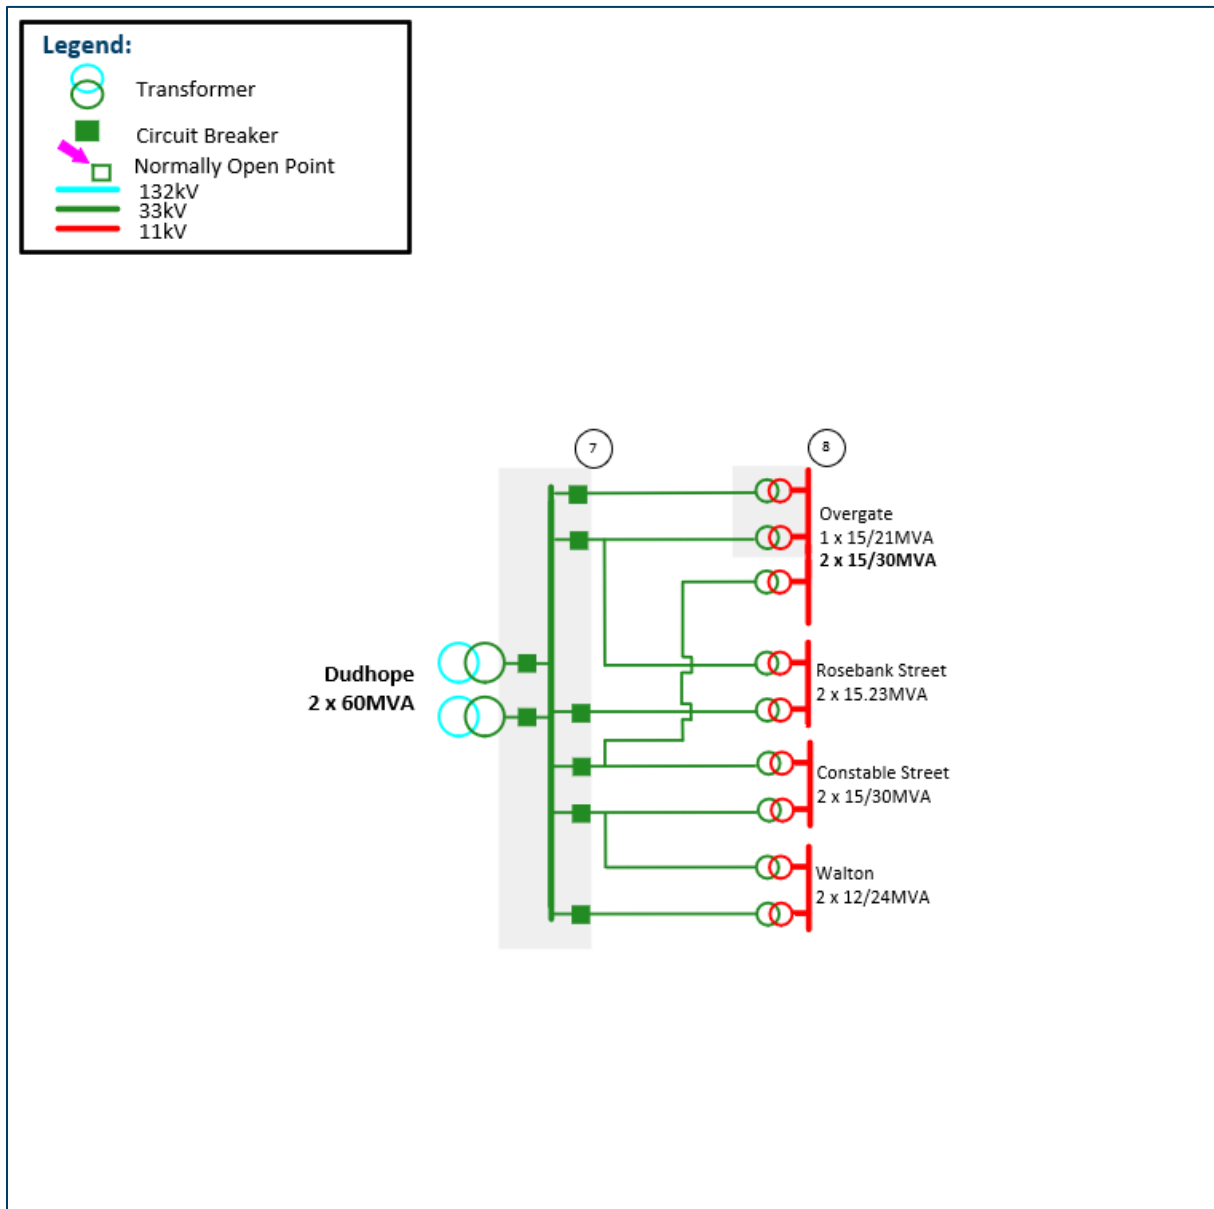 Legend:
Transformer
Circuit Breaker
Normally Open Point
132kV
33kV
11kV
7
8
Overgate
1 x 15/21MVA
2 x 15/30MVA
Dudhope
2 x 60MVA
Rosebank Street
2 x 15.23MVA
Constable Street
2 x 15/30MVA
Walton
2 x 12/24MVA